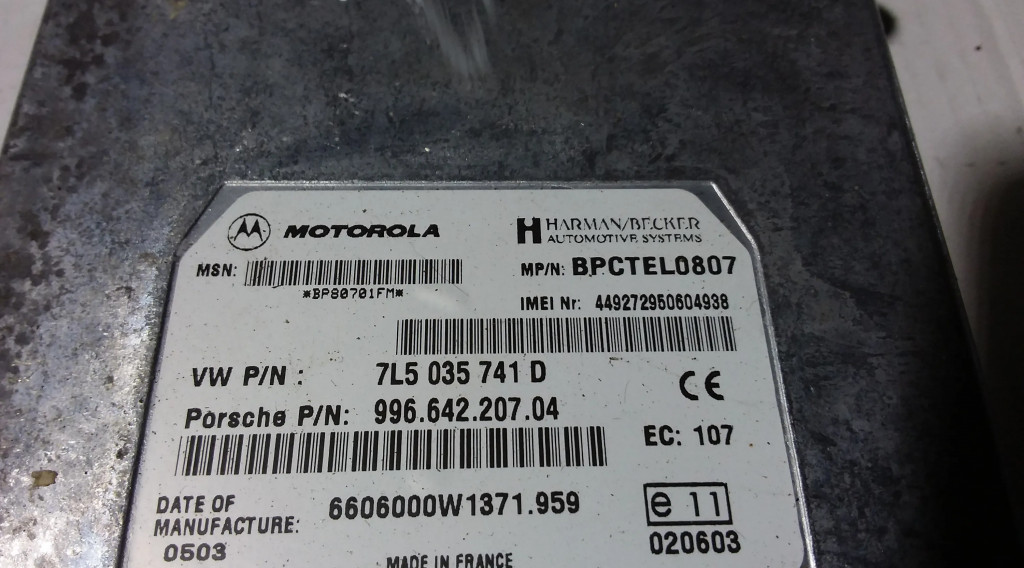 MOTOROLA
HARMAN/BECKER
AUTOMOTIVE SYSTEMS
MSN:
*BP80701FM*
MP/N: BPCTEL0807
IMEI Nr: 449272950604938
VW P/N : 7L5 035 741 D
CE
Porsche P/N: 996.642.207.04
EC: 107
DATE OF
MANUFACTURE:
0503
6606000W1371.959
e 11
020603
MADE IN FRANCE